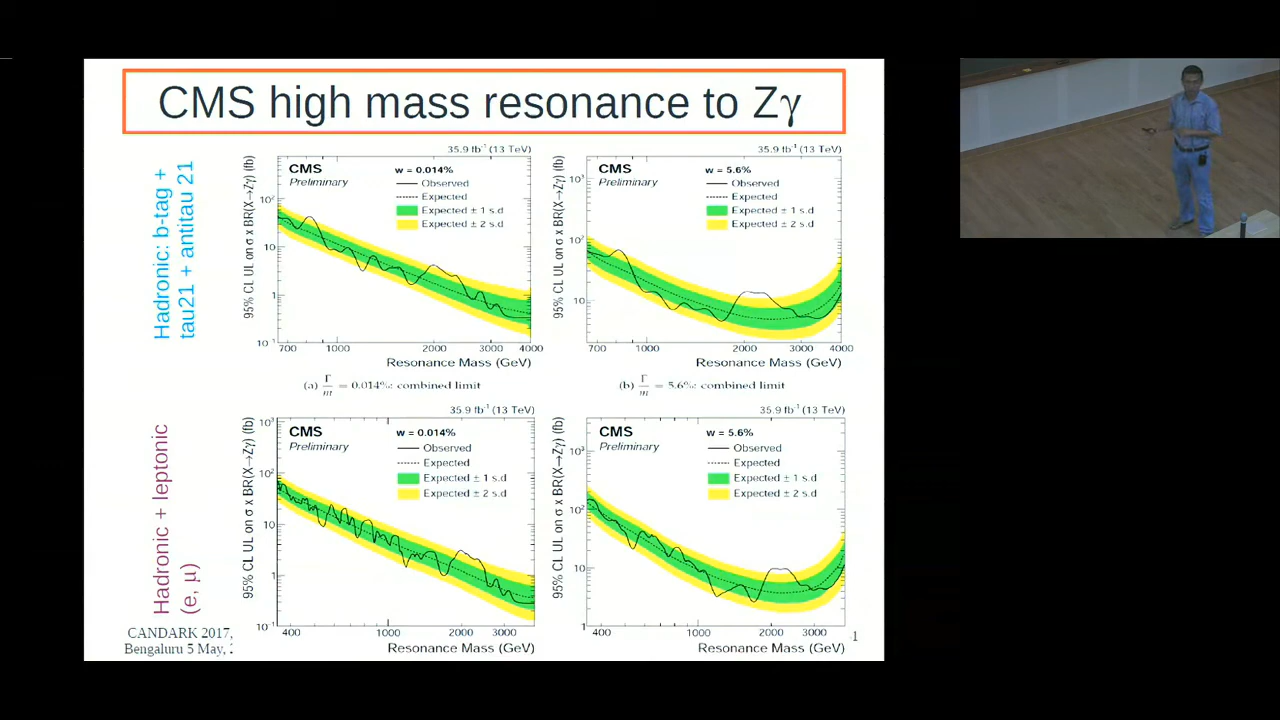 CMS high mass resonance to Zγ
Hadronic: b-tag +
tau21 + antitau 21
35.9 fb⁻¹ (13 TeV)
CMS
Preliminary
w = 0.014%
Observed
Expected
Expected ± 1 s.d
Expected ± 2 s.d
95% CL UL on σ x BR(X→Zγ) (fb)
10²
10
1
10⁻¹
700 1000 2000 3000 4000
Resonance Mass (GeV)
(a) Γ/m = 0.014%: combined limit
35.9 fb⁻¹ (13 TeV)
CMS
Preliminary
w = 5.6%
Observed
Expected
Expected ± 1 s.d
Expected ± 2 s.d
95% CL UL on σ x BR(X→Zγ) (fb)
10³
10²
10
700 1000 2000 3000 4000
Resonance Mass (GeV)
(b) Γ/m = 5.6%: combined limit
Hadronic + leptonic
(e, μ)
35.9 fb⁻¹ (13 TeV)
CMS
Preliminary
w = 0.014%
Observed
Expected
Expected ± 1 s.d
Expected ± 2 s.d
95% CL UL on σ x BR(X→Zγ) (fb)
10³
10²
10
1
10⁻¹
400 1000 2000 3000
Resonance Mass (GeV)
35.9 fb⁻¹ (13 TeV)
CMS
Preliminary
w = 5.6%
Observed
Expected
Expected ± 1 s.d
Expected ± 2 s.d
95% CL UL on σ x BR(X→Zγ) (fb)
10³
10²
10
1
400 1000 2000 3000
Resonance Mass (GeV)
CANDARK 2017,
Bengaluru 5 May,
1